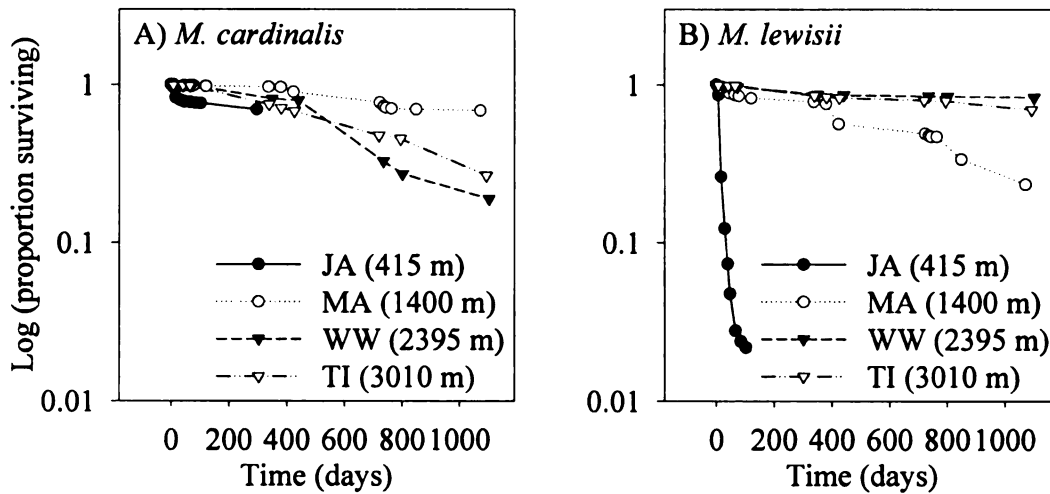 A) M. cardinalis
Log (proportion surviving)
1
0.1
0.01
JA (415 m)
MA (1400 m)
WW (2395 m)
TI (3010 m)
0 200 400 600 800 1000
Time (days)
B) M. lewisii
1
0.1
0.01
JA (415 m)
MA (1400 m)
WW (2395 m)
TI (3010 m)
0 200 400 600 800 1000
Time (days)